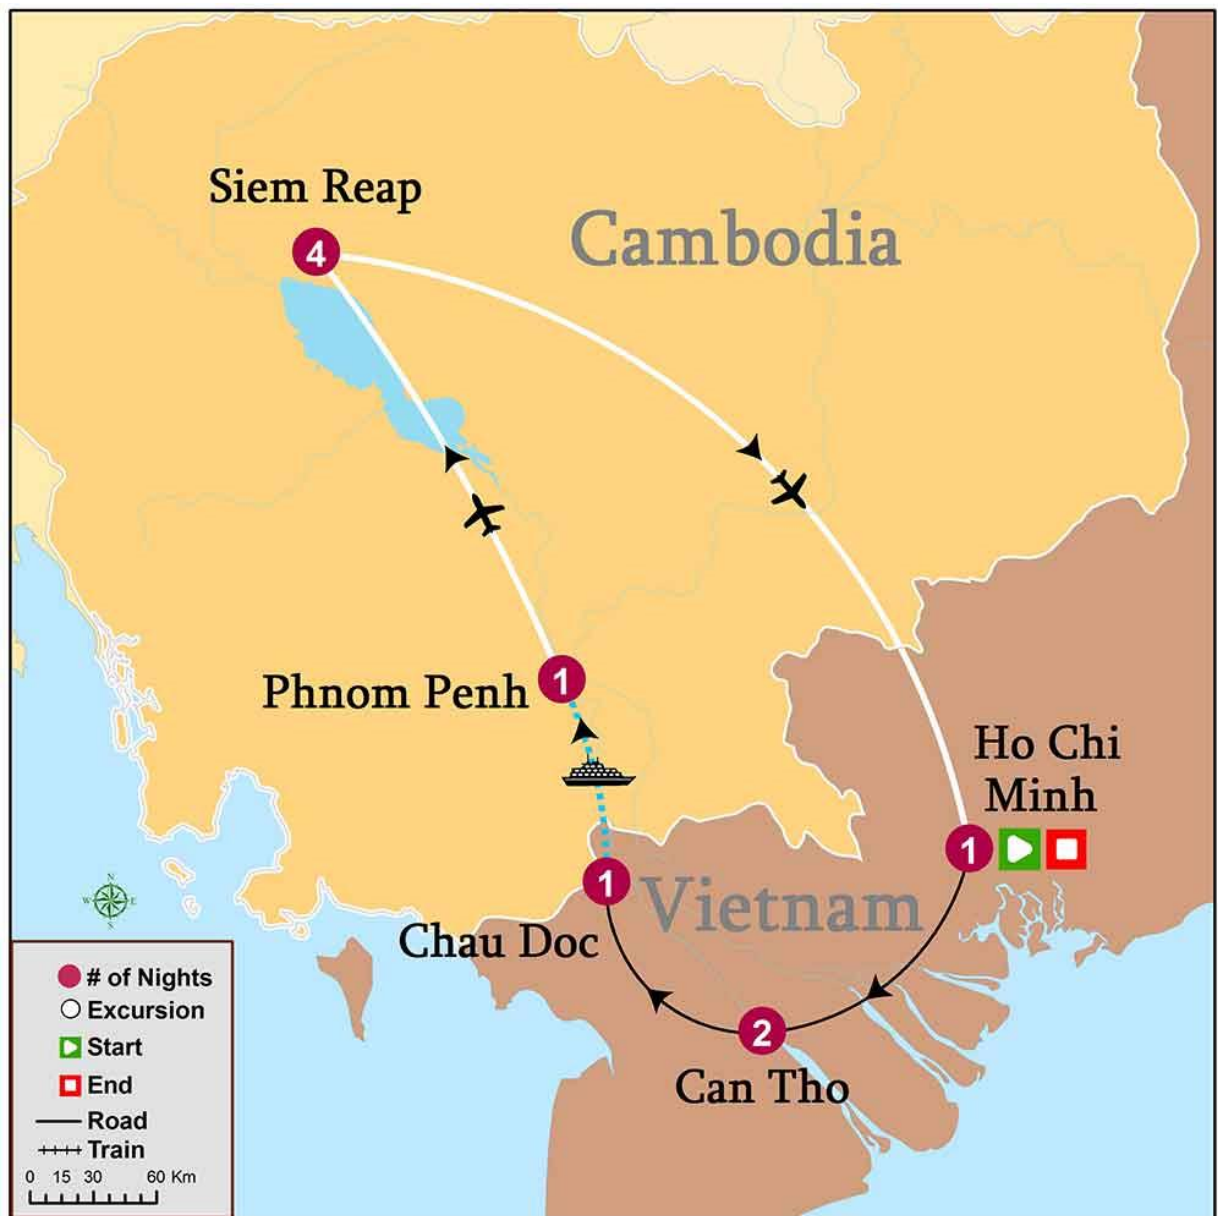 Siem Reap
4
Cambodia
Phnom Penh
1
Ho Chi
Minh
1
1
Vietnam
Chau Doc
2
Can Tho
N
W E
S
# of Nights
Excursion
Start
End
Road
Train
0 15 30 60 Km